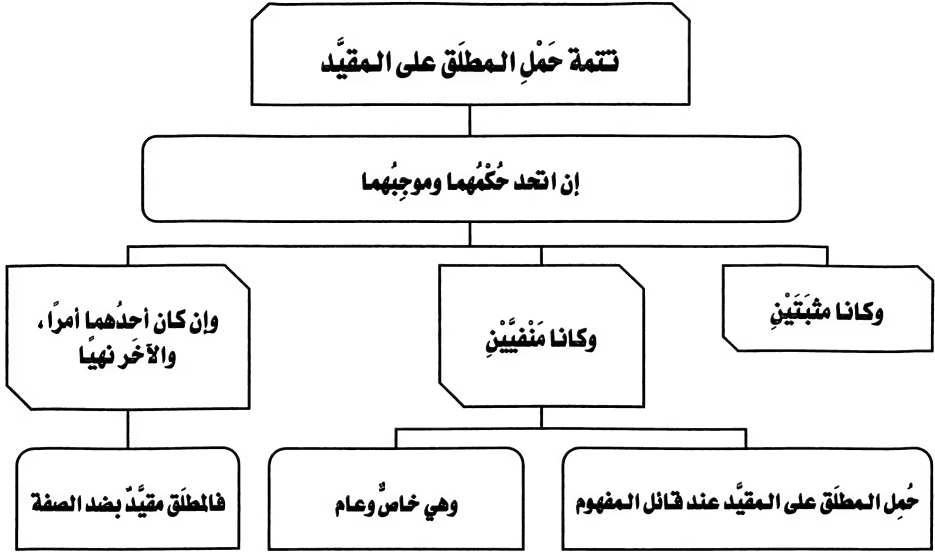 تتمة حَمْلِ المطلَق على المقيَّد
إن اتحد حُكْمُهما وموجِبُهما
وكانا مثبَتَيْنِ
وكانا مَنْفيَّيْنِ
وإن كان أحدُهما أمرًا،
والآخَر نهيًا
حُمِل المطلَق على المقيَّد عند قائل المفهوم
وهي خاصٌّ وعام
فالمطلَق مقيَّدٌ بضد الصفة